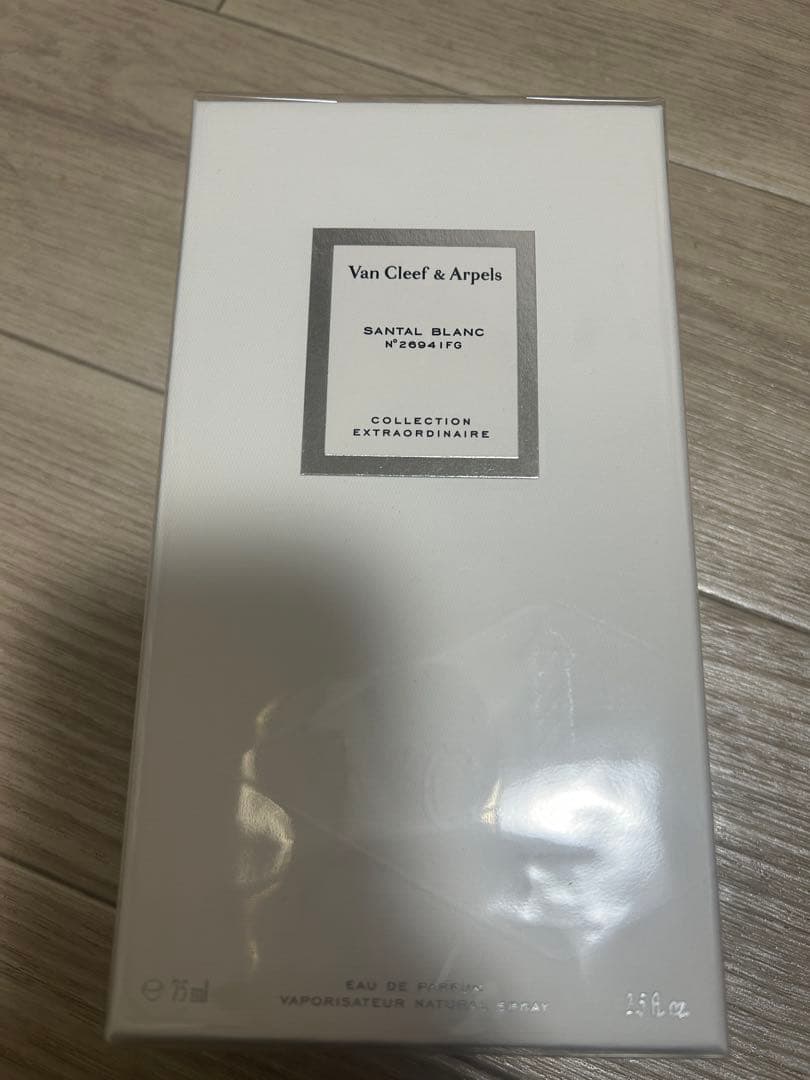 Van Cleef & Arpels
SANTAL BLANC
N°26941FG
COLLECTION
EXTRAORDINAIRE
℮ 75 ml
EAU DE PARFUM
VAPORISATEUR NATURAL SPRAY
2.5 fl oz